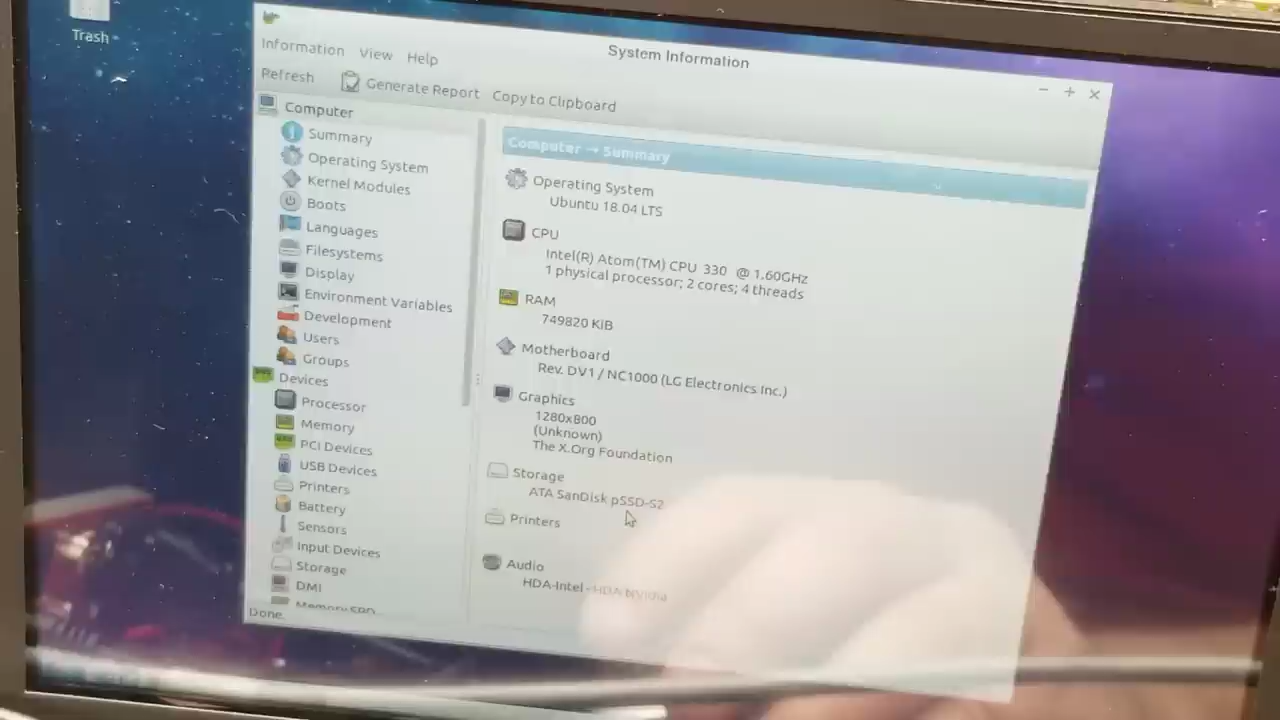 Trash
System Information
Information View Help
Refresh Generate Report Copy to Clipboard
Computer
Summary
Operating System
Kernel Modules
Boots
Languages
Filesystems
Display
Environment Variables
Development
Users
Groups
Devices
Processor
Memory
PCI Devices
USB Devices
Printers
Battery
Sensors
Input Devices
Storage
DMI
Memory SPD
Done.
Computer → Summary
Operating System
Ubuntu 18.04 LTS
CPU
Intel(R) Atom(TM) CPU 330 @ 1.60GHz
1 physical processor; 2 cores; 4 threads
RAM
749820 KiB
Motherboard
Rev. DV1 / NC1000 (LG Electronics Inc.)
Graphics
1280x800
(Unknown)
The X.Org Foundation
Storage
ATA SanDisk pSSD-S2
Printers
Audio
HDA-Intel - HDA NVidia